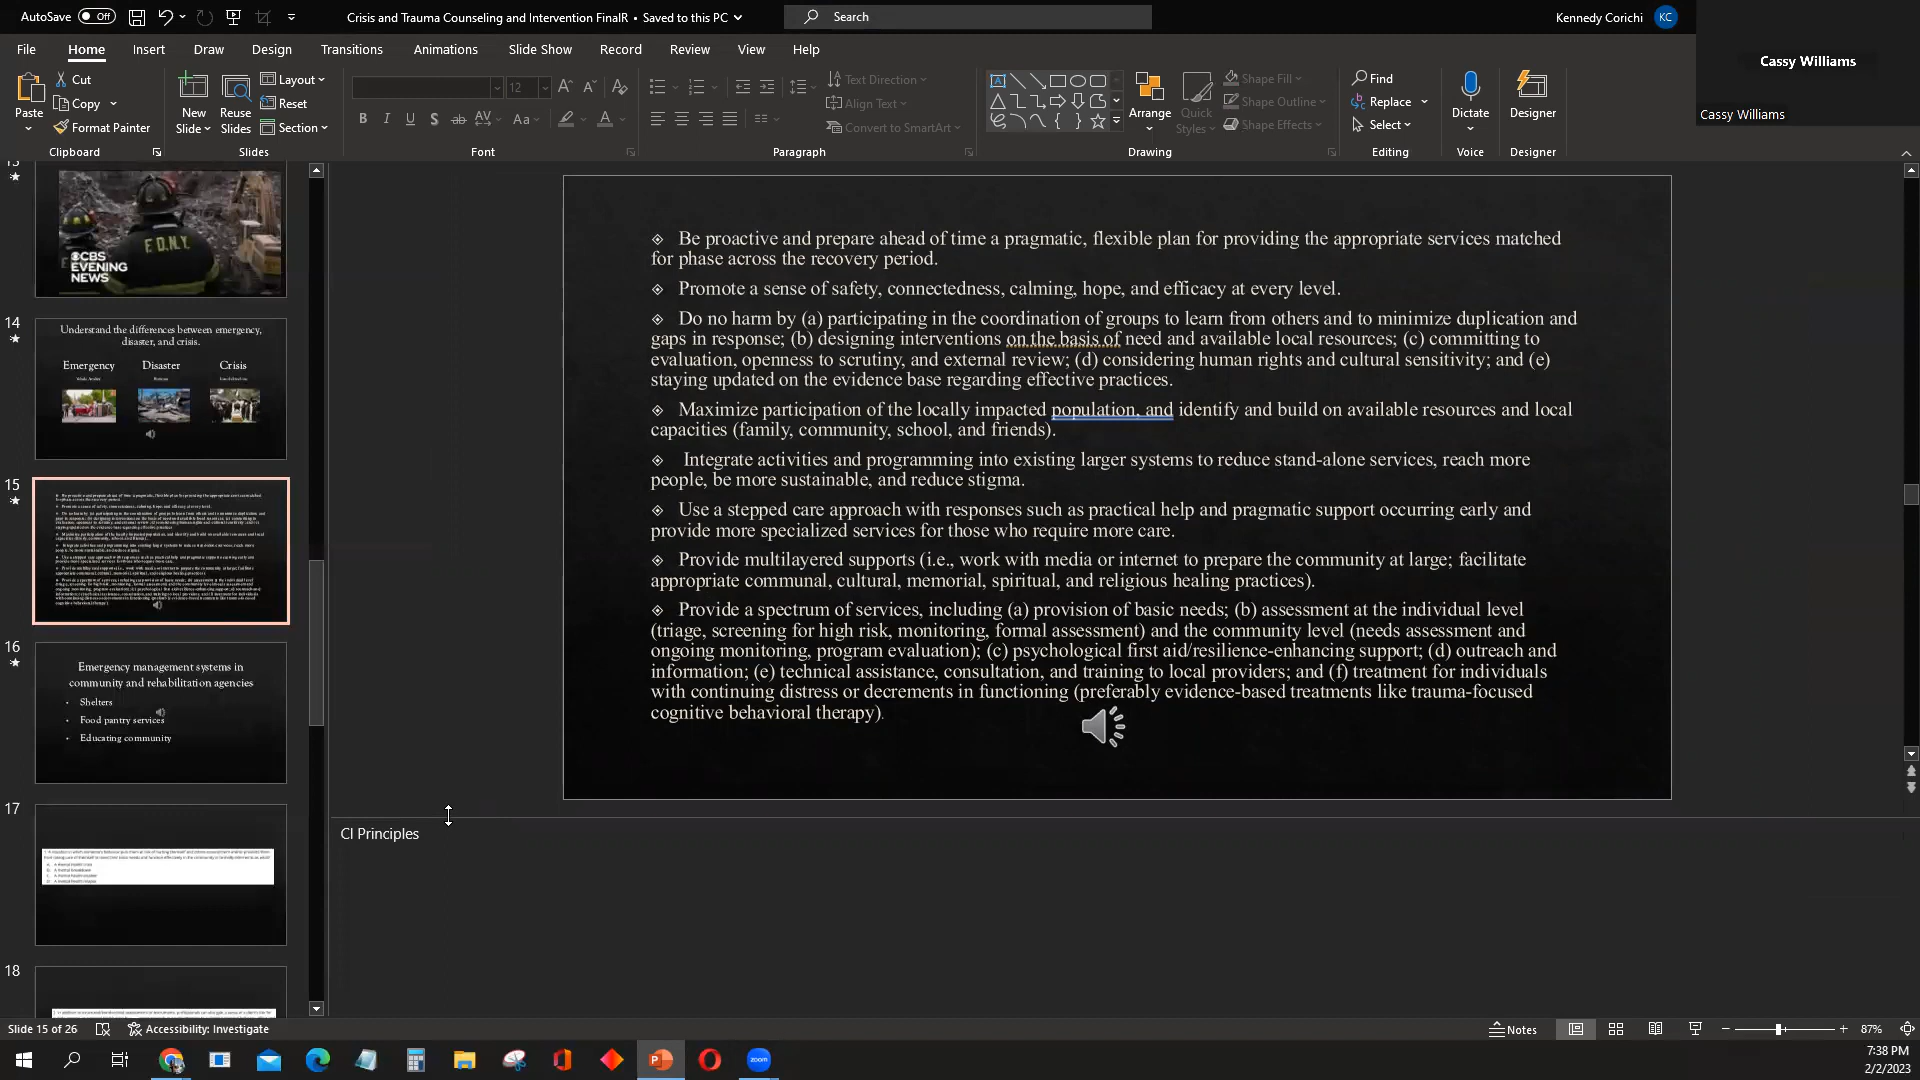 AutoSave Off
Crisis and Trauma Counseling and Intervention FinalR • Saved to this PC
Search
Kennedy Corichi KC
File Home Insert Draw Design Transitions Animations Slide Show Record Review View Help
Cassy Williams
Cassy Williams
Paste
Cut
Copy
Format Painter
Clipboard
New Slide
Reuse Slides
Layout
Reset
Section
Slides
12
Font
Text Direction
Align Text
Convert to SmartArt
Paragraph
Arrange
Quick Styles
Shape Fill
Shape Outline
Shape Effects
Drawing
Find
Replace
Select
Editing
Dictate
Voice
Designer
Designer
F.D.N.Y.
CBS
EVENING
NEWS
14
Understand the differences between emergency,
disaster, and crisis.
Emergency Disaster Crisis
15
16
Emergency management systems in
community and rehabilitation agencies
• Shelters
• Food pantry services
• Educating community
17
18
Be proactive and prepare ahead of time a pragmatic, flexible plan for providing the appropriate services matched
for phase across the recovery period.
Promote a sense of safety, connectedness, calming, hope, and efficacy at every level.
Do no harm by (a) participating in the coordination of groups to learn from others and to minimize duplication and
gaps in response; (b) designing interventions on the basis of need and available local resources; (c) committing to
evaluation, openness to scrutiny, and external review; (d) considering human rights and cultural sensitivity; and (e)
staying updated on the evidence base regarding effective practices.
Maximize participation of the locally impacted population, and identify and build on available resources and local
capacities (family, community, school, and friends).
Integrate activities and programming into existing larger systems to reduce stand-alone services, reach more
people, be more sustainable, and reduce stigma.
Use a stepped care approach with responses such as practical help and pragmatic support occurring early and
provide more specialized services for those who require more care.
Provide multilayered supports (i.e., work with media or internet to prepare the community at large; facilitate
appropriate communal, cultural, memorial, spiritual, and religious healing practices).
Provide a spectrum of services, including (a) provision of basic needs; (b) assessment at the individual level
(triage, screening for high risk, monitoring, formal assessment) and the community level (needs assessment and
ongoing monitoring, program evaluation); (c) psychological first aid/resilience-enhancing support; (d) outreach and
information; (e) technical assistance, consultation, and training to local providers; and (f) treatment for individuals
with continuing distress or decrements in functioning (preferably evidence-based treatments like trauma-focused
cognitive behavioral therapy).
CI Principles
Slide 15 of 26
Accessibility: Investigate
Notes
87%
zoom
7:38 PM
2/2/2023